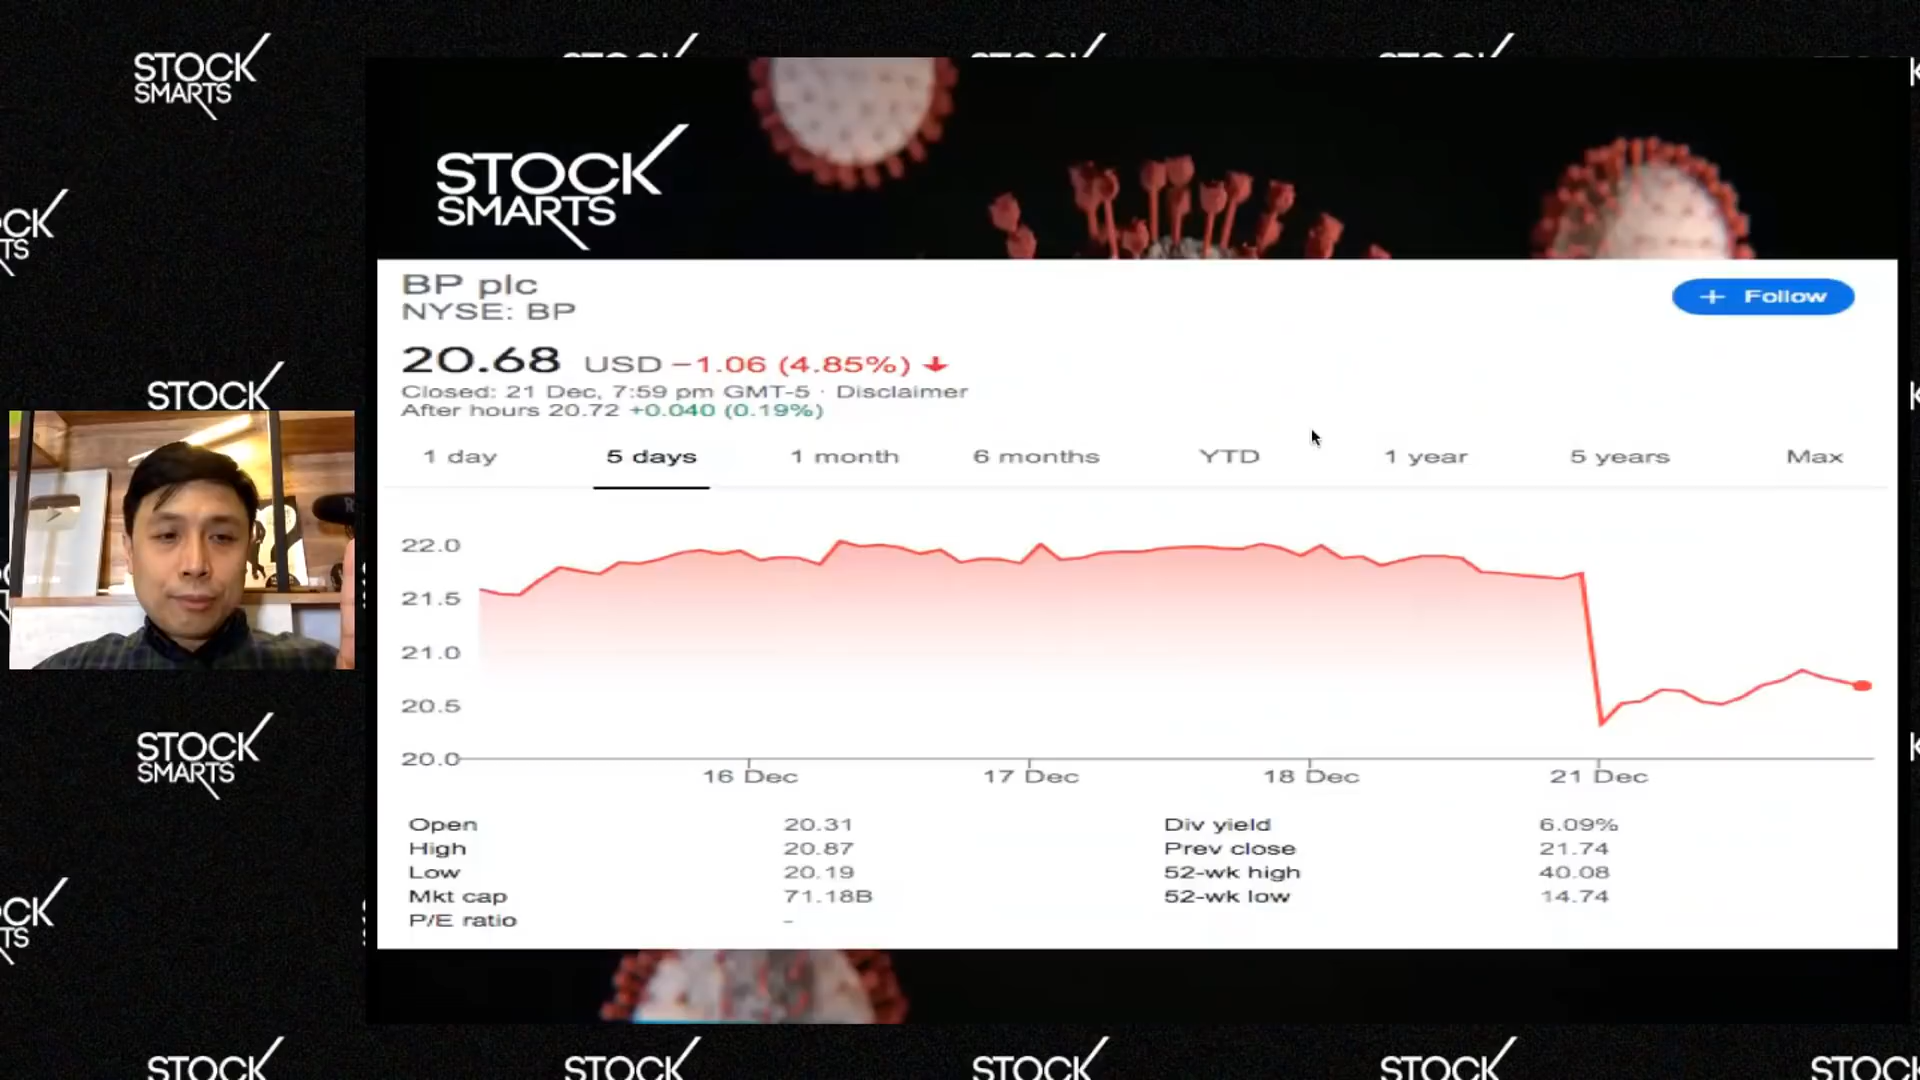 STOCK
SMARTS
STOCK
SMARTS
BP plc
NYSE: BP
+ Follow
20.68 USD −1.06 (4.85%)
Closed: 21 Dec, 7:59 pm GMT-5 · Disclaimer
After hours 20.72 +0.040 (0.19%)
1 day 5 days 1 month 6 months YTD 1 year 5 years Max
22.0
21.5
21.0
20.5
20.0
16 Dec 17 Dec 18 Dec 21 Dec
Open 20.31 Div yield 6.09%
High 20.87 Prev close 21.74
Low 20.19 52-wk high 40.08
Mkt cap 71.18B 52-wk low 14.74
P/E ratio -
STOCK
STOCK
SMARTS
STOCK STOCK STOCK STOCK